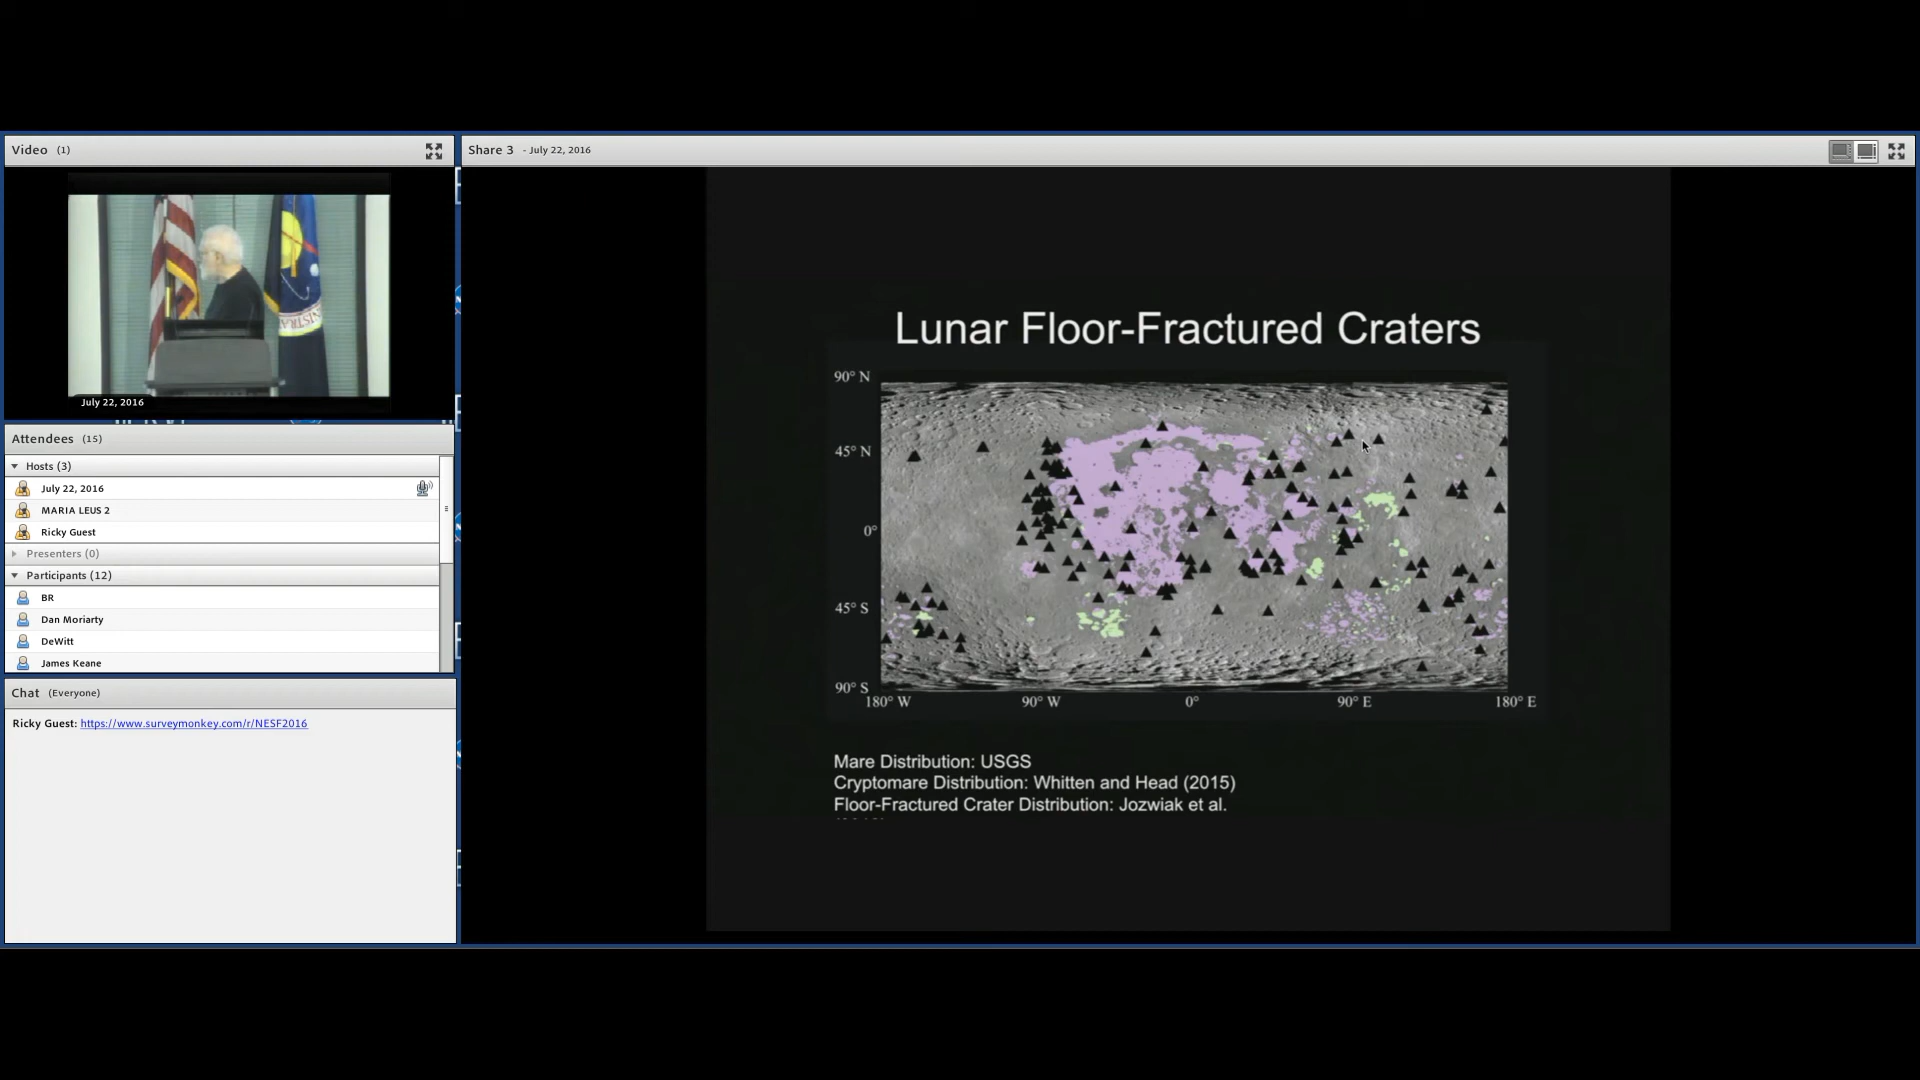 Video (1)
July 22, 2016
Attendees (15)
Hosts (3)
July 22, 2016
MARIA LEUS 2
Ricky Guest
Presenters (0)
Participants (12)
BR
Dan Moriarty
DeWitt
James Keane
Chat (Everyone)
Ricky Guest: https://www.surveymonkey.com/r/NESF2016
Share 3 - July 22, 2016
Lunar Floor-Fractured Craters
90° N
45° N
0°
45° S
90° S
180° W 90° W 0° 90° E 180° E
Mare Distribution: USGS
Cryptomare Distribution: Whitten and Head (2015)
Floor-Fractured Crater Distribution: Jozwiak et al.